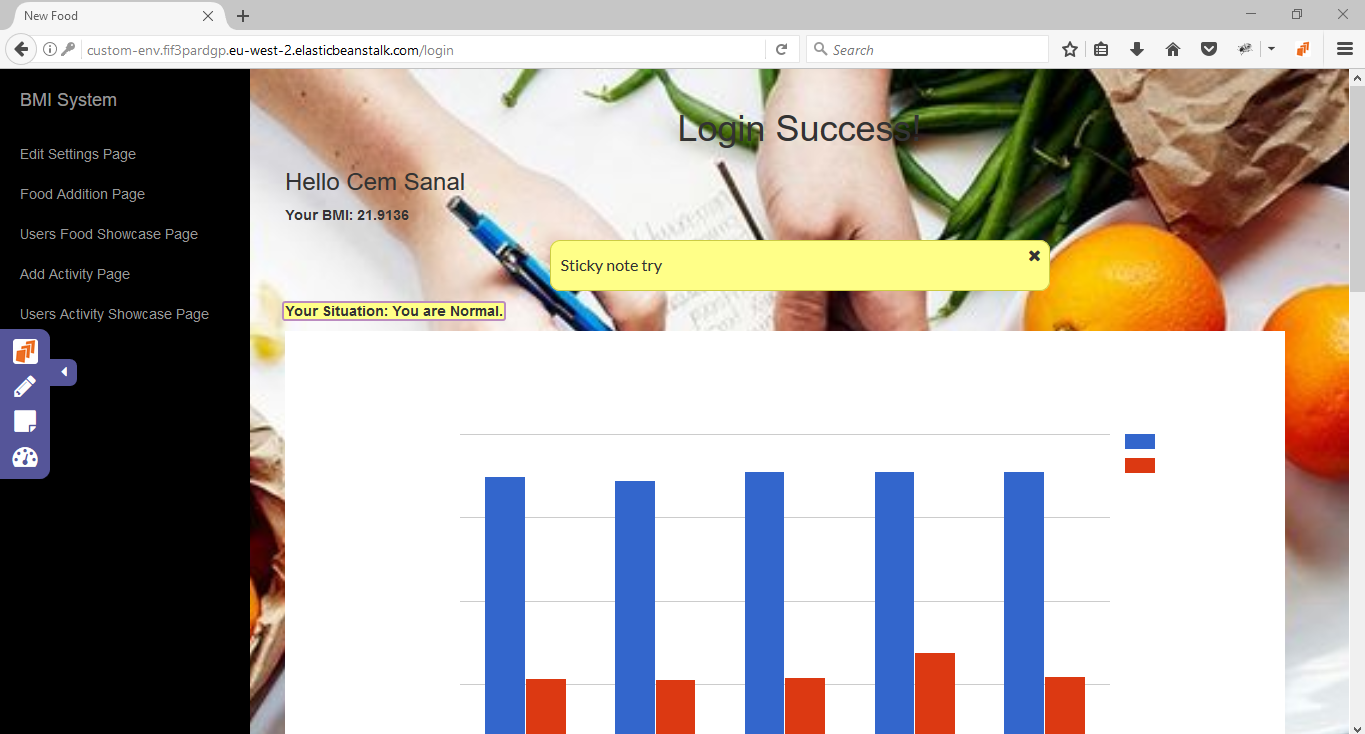 New Food
custom-env.fif3pardgp.eu-west-2.elasticbeanstalk.com/login
Search
BMI System
Edit Settings Page
Food Addition Page
Users Food Showcase Page
Add Activity Page
Users Activity Showcase Page
Login Success!
Hello Cem Sanal
Your BMI: 21.9136
Sticky note try
Your Situation: You are Normal.